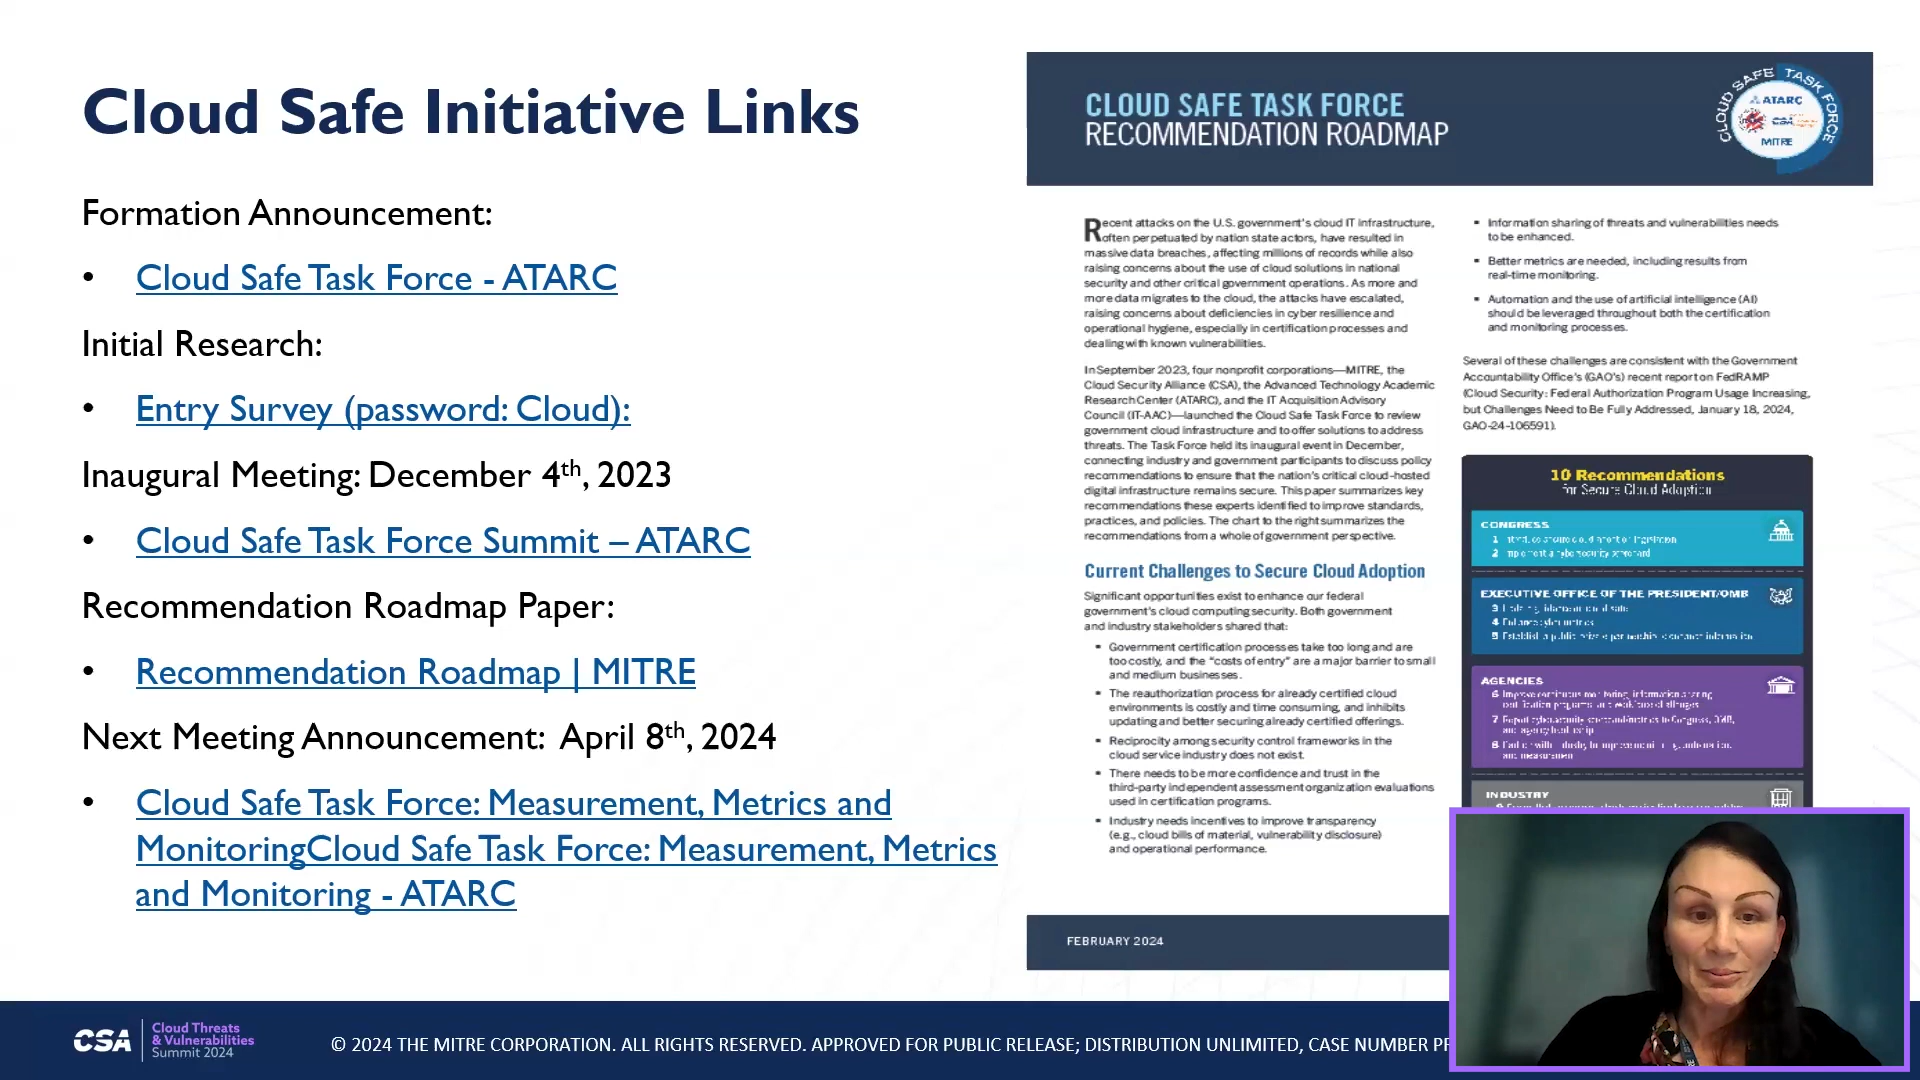 Cloud Safe Initiative Links
Formation Announcement:
• Cloud Safe Task Force - ATARC
Initial Research:
• Entry Survey (password: Cloud):
Inaugural Meeting: December 4th, 2023
• Cloud Safe Task Force Summit – ATARC
Recommendation Roadmap Paper:
• Recommendation Roadmap | MITRE
Next Meeting Announcement: April 8th, 2024
• Cloud Safe Task Force: Measurement, Metrics and
MonitoringCloud Safe Task Force: Measurement, Metrics
and Monitoring - ATARC
CLOUD SAFE TASK FORCE
RECOMMENDATION ROADMAP
CLOUD SAFE TASK FORCE
ATARC
MITRE
Recent attacks on the U.S. government's cloud IT infrastructure,
often perpetuated by nation state actors, have resulted in
massive data breaches, affecting millions of records while also
raising concerns about the use of cloud solutions in national
security and other critical government operations. As more and
more data migrates to the cloud, the attacks have escalated,
raising concerns about deficiencies in cyber resilience and
operational hygiene, especially in certification processes and
dealing with known vulnerabilities.
In September 2023, four nonprofit corporations—MITRE, the
Cloud Security Alliance (CSA), the Advanced Technology Academic
Research Center (ATARC), and the IT Acquisition Advisory
Council (IT-AAC)—launched the Cloud Safe Task Force to review
government cloud infrastructure and to offer solutions to address
threats. The Task Force held its inaugural event in December,
connecting industry and government participants to discuss policy
recommendations to ensure that the nation's critical cloud-hosted
digital infrastructure remains secure. This paper summarizes key
recommendations these experts identified to improve standards,
practices, and policies. The chart to the right summarizes the
recommendations from a whole of government perspective.
Current Challenges to Secure Cloud Adoption
Significant opportunities exist to enhance our federal
government's cloud computing security. Both government
and industry stakeholders shared that:
▪ Government certification processes take too long and are
too costly, and the "costs of entry" are a major barrier to small
and medium businesses.
▪ The reauthorization process for already certified cloud
environments is costly and time consuming, and inhibits
updating and better securing already certified offerings.
▪ Reciprocity among security control frameworks in the
cloud service industry does not exist.
▪ There needs to be more confidence and trust in the
third-party independent assessment organization evaluations
used in certification programs.
▪ Industry needs incentives to improve transparency
(e.g., cloud bills of material, vulnerability disclosure)
and operational performance.
▪ Information sharing of threats and vulnerabilities needs
to be enhanced.
▪ Better metrics are needed, including results from
real-time monitoring.
▪ Automation and the use of artificial intelligence (AI)
should be leveraged throughout both the certification
and monitoring processes.
Several of these challenges are consistent with the Government
Accountability Office's (GAO's) recent report on FedRAMP
(Cloud Security: Federal Authorization Program Usage Increasing,
but Challenges Need to Be Fully Addressed, January 18, 2024,
GAO-24-106591).
10 Recommendations
for Secure Cloud Adoption
CONGRESS
1
2
EXECUTIVE OFFICE OF THE PRESIDENT/OMB
3
4 Enhance cyber metrics
5
AGENCIES
6 Improve continuous monitoring, information sharing,
7
8
INDUSTRY
FEBRUARY 2024
CSA
Cloud Threats
& Vulnerabilities
Summit 2024
© 2024 THE MITRE CORPORATION. ALL RIGHTS RESERVED. APPROVED FOR PUBLIC RELEASE; DISTRIBUTION UNLIMITED, CASE NUMBER